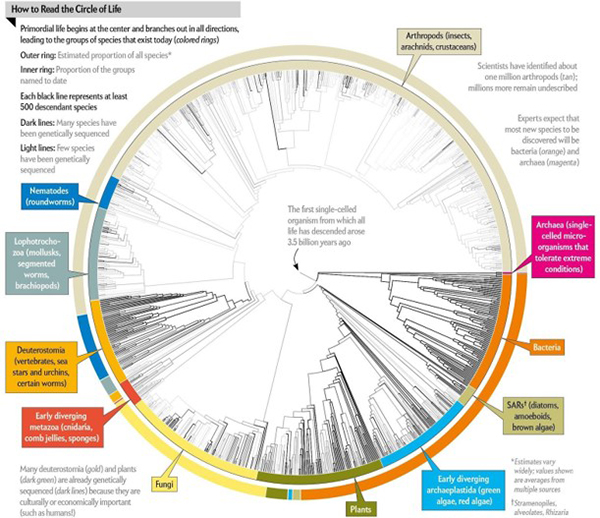 How to Read the Circle of Life
Primordial life begins at the center and branches out in all directions,
leading to the groups of species that exist today (colored rings)
Outer ring: Estimated proportion of all species*
Inner ring: Proportion of the groups
named to date
Each black line represents at least
500 descendant species
Dark lines: Many species have
been genetically sequenced
Light lines: Few species
have been genetically
sequenced
Arthropods (insects,
arachnids, crustaceans)
Scientists have identified about
one million arthropods (tan);
millions more remain undescribed
Experts expect that
most new species to be
discovered will be
bacteria (orange) and
archaea (magenta)
Nematodes
(roundworms)
The first single-celled
organism from which all
life has descended arose
3.5 billion years ago
Archaea (single-
celled micro-
organisms that
tolerate extreme
conditions)
Lophotrocho-
zoa (mollusks,
segmented
worms,
brachiopods)
Bacteria
Deuterostomia
(vertebrates, sea
stars and urchins,
certain worms)
SARs† (diatoms,
amoeboids,
brown algae)
Early diverging
metazoa (cnidaria,
comb jellies, sponges)
Many deuterostomia (gold) and plants
(dark green) are already genetically
sequenced (dark lines) because they are
culturally or economically important
(such as humans!)
Fungi
Plants
Early diverging
archaeplastida (green
algae, red algae)
*Estimates vary
widely; values shown
are averages from
multiple sources
†Stramenopiles,
alveolates, Rhizaria